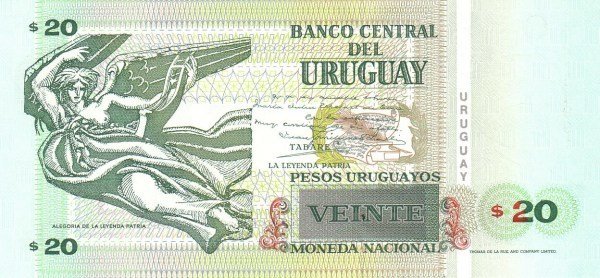 $ 20
BANCO CENTRAL
DEL
URUGUAY
URUGUAY
TABARE
LA LEYENDA PATRIA
PESOS URUGUAYOS
VEINTE
$ 20
MONEDA NACIONAL
ALEGORIA DE LA LEYENDA PATRIA
$ 20
THOMAS DE LA RUE AND COMPANY LIMITED